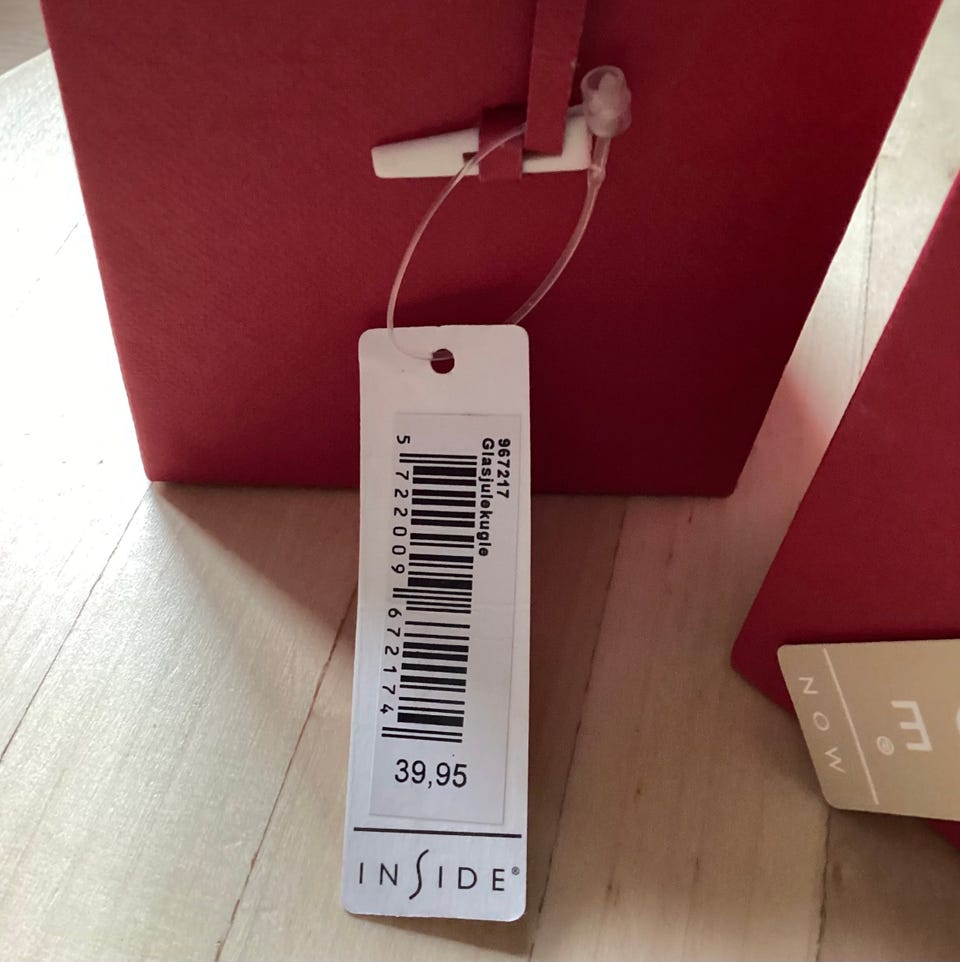 967217
Glasjulekugle
5 722009 672174
39,95
INSIDE®
NOW
E®